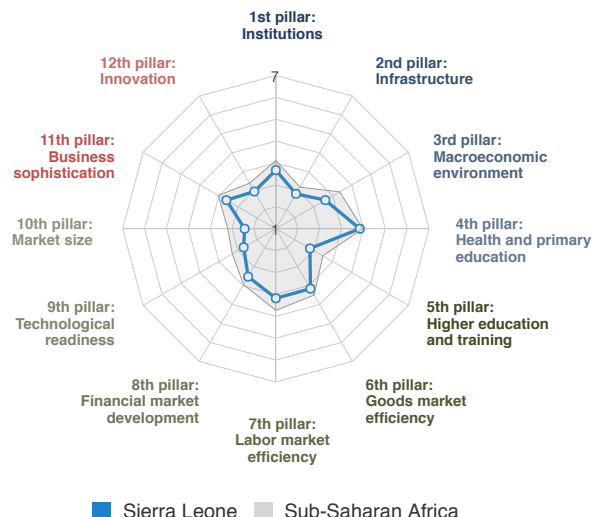 1st pillar:
Institutions
2nd pillar:
Infrastructure
3rd pillar:
Macroeconomic
environment
4th pillar:
Health and primary
education
5th pillar:
Higher education
and training
6th pillar:
Goods market
efficiency
7th pillar:
Labor market
efficiency
8th pillar:
Financial market
development
9th pillar:
Technological
readiness
10th pillar:
Market size
11th pillar:
Business
sophistication
12th pillar:
Innovation
7
1
Sierra Leone
Sub-Saharan Africa